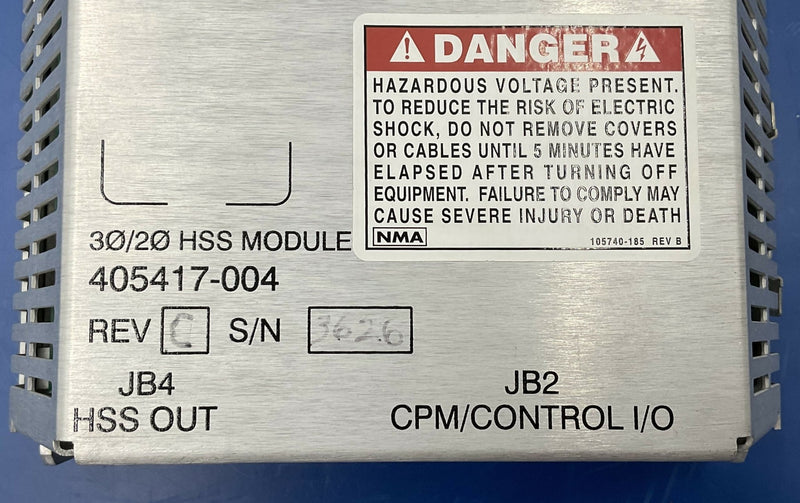 DANGER
HAZARDOUS VOLTAGE PRESENT.
TO REDUCE THE RISK OF ELECTRIC
SHOCK, DO NOT REMOVE COVERS
OR CABLES UNTIL 5 MINUTES HAVE
ELAPSED AFTER TURNING OFF
EQUIPMENT. FAILURE TO COMPLY MAY
CAUSE SEVERE INJURY OR DEATH
NMA 105740-185 REV B
3Ø/2Ø HSS MODULE
405417-004
REV C S/N 3626
JB4 JB2
HSS OUT CPM/CONTROL I/O